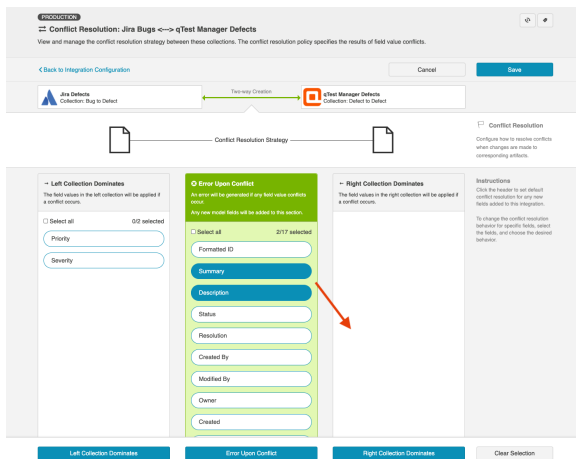 PRODUCTION
Conflict Resolution: Jira Bugs <---> qTest Manager Defects
View and manage the conflict resolution strategy between these collections. The conflict resolution policy specifies the results of field value conflicts.
Back to Integration Configuration
Cancel
Save
Jira Defects
Collection: Bug to Defect
Two-way Creation
qTest Manager Defects
Collection: Defect to Defect
Conflict Resolution Strategy
Conflict Resolution
Configure how to resolve conflicts
when changes are made to
corresponding artifacts.
Left Collection Dominates
The field values in the left collection will be applied if
a conflict occurs.
Select all
0/2 selected
Priority
Severity
Error Upon Conflict
An error will be generated if any field value conflicts
occur.
Any new model fields will be added to this section.
Select all
2/17 selected
Formatted ID
Summary
Description
Status
Resolution
Created By
Modified By
Owner
Created
Right Collection Dominates
The field values in the right collection will be applied if
a conflict occurs.
Instructions
Click the header to set default
conflict resolution for any new
fields added to this integration.
To change the conflict resolution
behavior for specific fields, select
the fields, and choose the desired
behavior.
Left Collection Dominates
Error Upon Conflict
Right Collection Dominates
Clear Selection